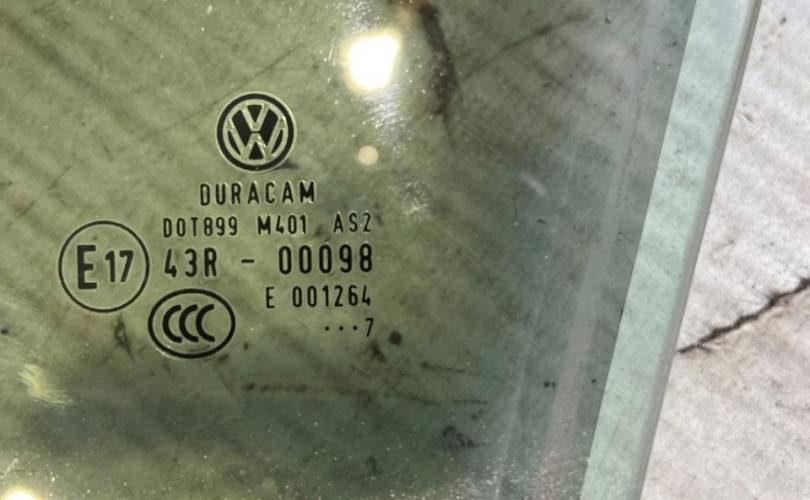 DURACAM
DOT899 M401 AS2
E17 43R - 00098
E 001264
CCC
...7